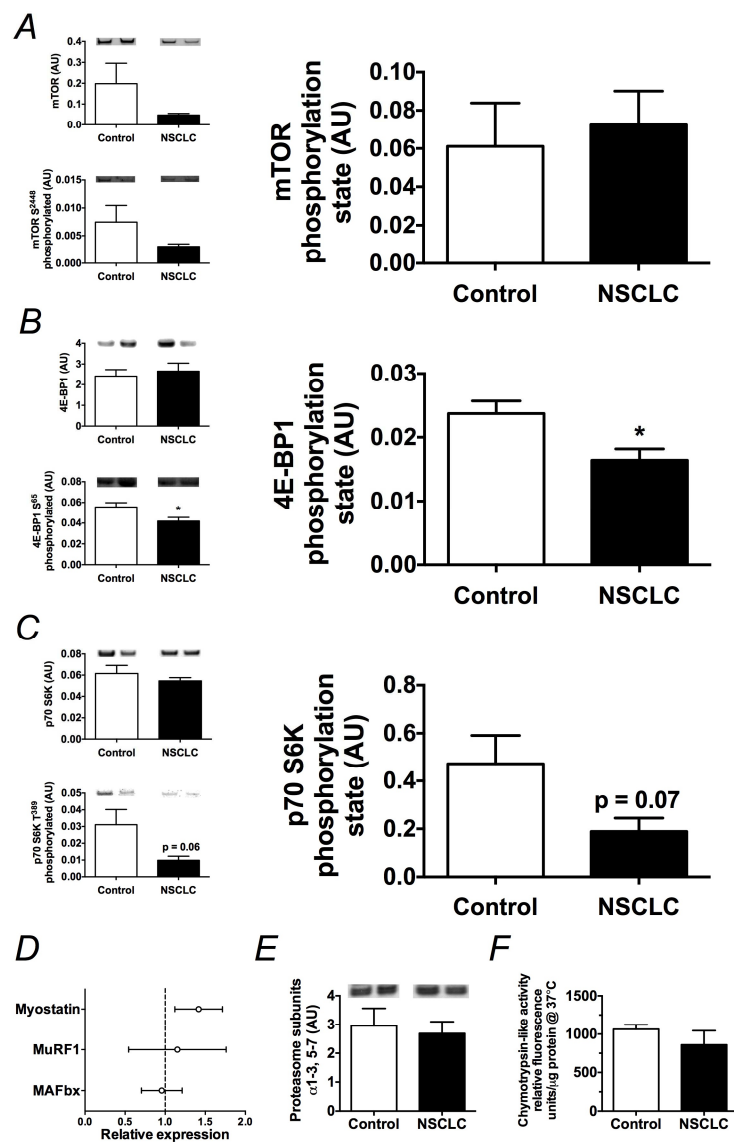 A
mTOR (AU)
0.4
0.3
0.2
0.1
0.0
Control NSCLC
mTOR S2448
phosphorylated (AU)
0.015
0.010
0.005
0.000
Control NSCLC
mTOR
phosphorylation
state (AU)
0.10
0.08
0.06
0.04
0.02
0.00
Control NSCLC
B
4E-BP1 (AU)
4
3
2
1
0
Control NSCLC
4E-BP1 S65
phosphorylated (AU)
0.08
0.06
0.04
0.02
0.00
*
Control NSCLC
4E-BP1
phosphorylation
state (AU)
0.03
0.02
0.01
0.00
*
Control NSCLC
C
p70 S6K (AU)
0.08
0.06
0.04
0.02
0.00
Control NSCLC
p70 S6K T389
phosphorylated (AU)
0.05
0.04
0.03
0.02
0.01
0.00
p = 0.06
Control NSCLC
p70 S6K
phosphorylation
state (AU)
0.8
0.6
0.4
0.2
0.0
p = 0.07
Control NSCLC
D
Myostatin
MuRF1
MAFbx
0.0 0.5 1.0 1.5 2.0
Relative expression
E
Proteasome subunits
α1-3, 5-7 (AU)
4
3
2
1
0
Control NSCLC
F
Chymotrypsin-like activity
relative fluorescence
units/µg protein @ 37°C
1500
1000
500
0
Control NSCLC